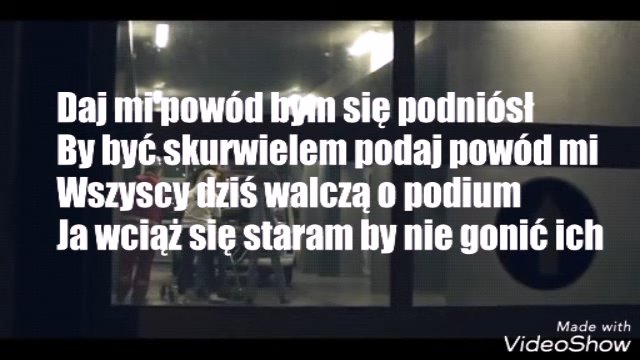 Daj mi powód bym się podniósł
By być skurwielem podaj powód mi
Wszyscy dziś walczą o podium
Ja wciąż się staram by nie gonić ich
Made with
VideoShow